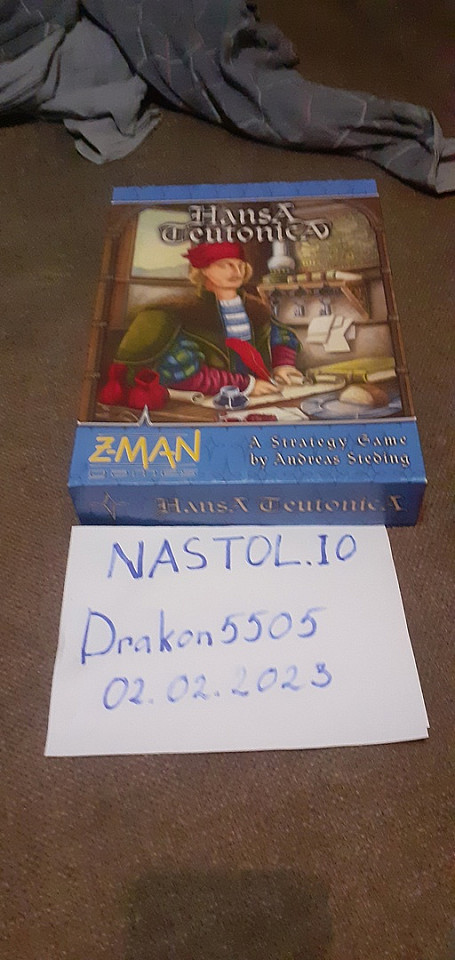 Hansa
Teutonica
Z-MAN
A Strategy Game
by Andreas Steding
Hansa Teutonica
NASTOL.IO
Drakon5505
02.02.2023